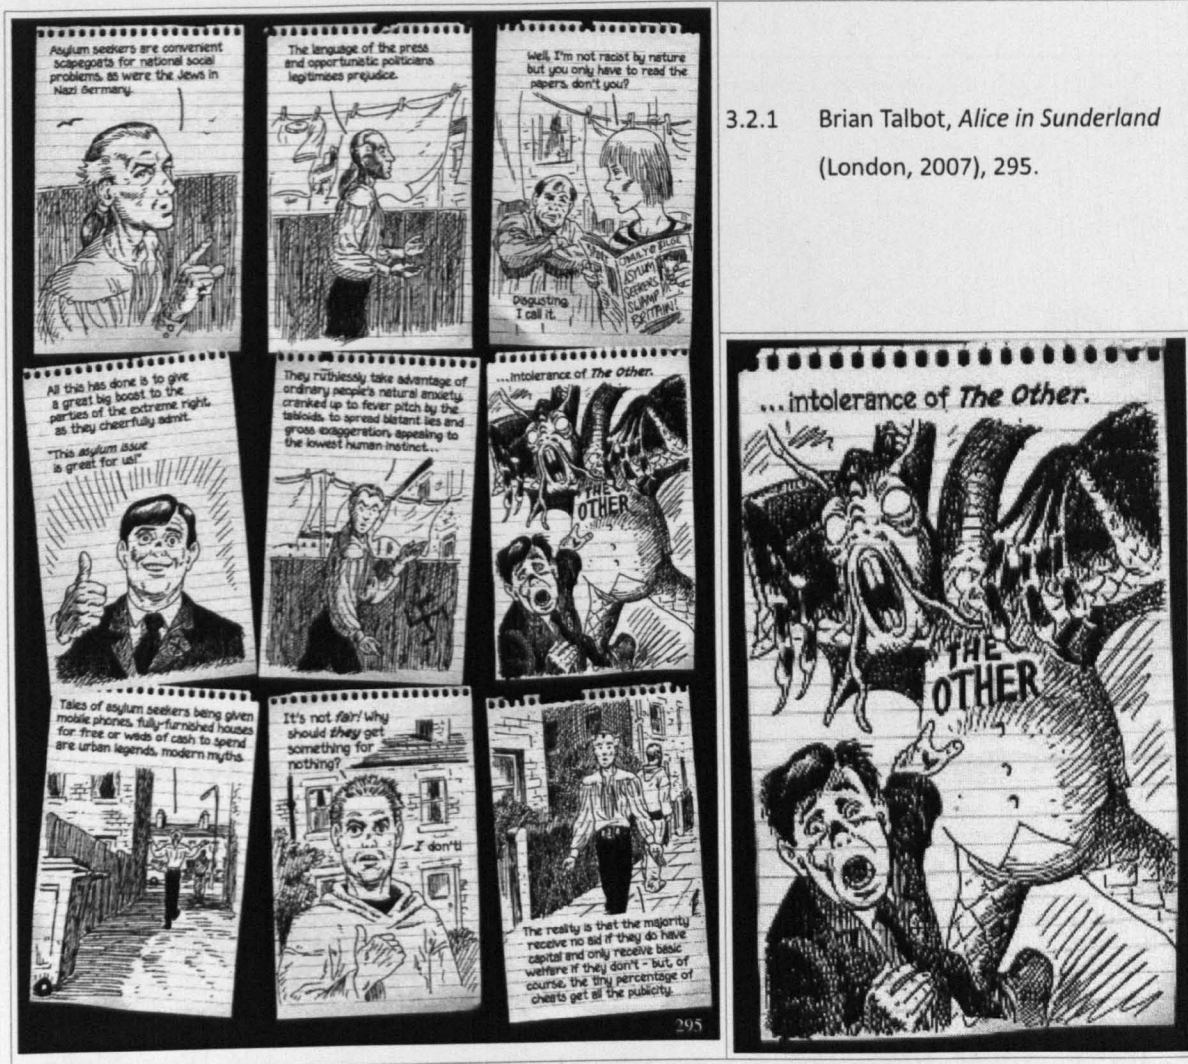 Asylum seekers are convenient
scapegoats for national social
problems, as were the Jews in
Nazi Germany.
The language of the press
and opportunistic politicians
legitimises prejudice.
Well, I'm not racist by nature
but you only have to read the
papers, don't you?
DAILY BILGE
ASYLUM
SEEKERS
SWAMP
BRITAIN!
Disgusting,
I call it.
All this has done is to give
a great big boost to the
parties of the extreme right,
as they cheerfully admit.
"This asylum issue
is great for us!"
They ruthlessly take advantage of
ordinary people's natural anxiety,
cranked up to fever pitch by the
tabloids, to spread blatant lies and
gross exaggeration, appealing to
the lowest human instinct...
...intolerance of The Other.
THE
OTHER
Tales of asylum seekers being given
mobile phones, fully-furnished houses
for free or wads of cash to spend
are urban legends, modern myths.
It's not fair! Why
should they get
something for
nothing?
I don't!
The reality is that the majority
receive no aid if they do have
capital and only receive basic
welfare if they don't - but, of
course, the tiny percentage of
cheats get all the publicity.
295
3.2.1 Brian Talbot, Alice in Sunderland
(London, 2007), 295.
...intolerance of The Other.
THE
OTHER